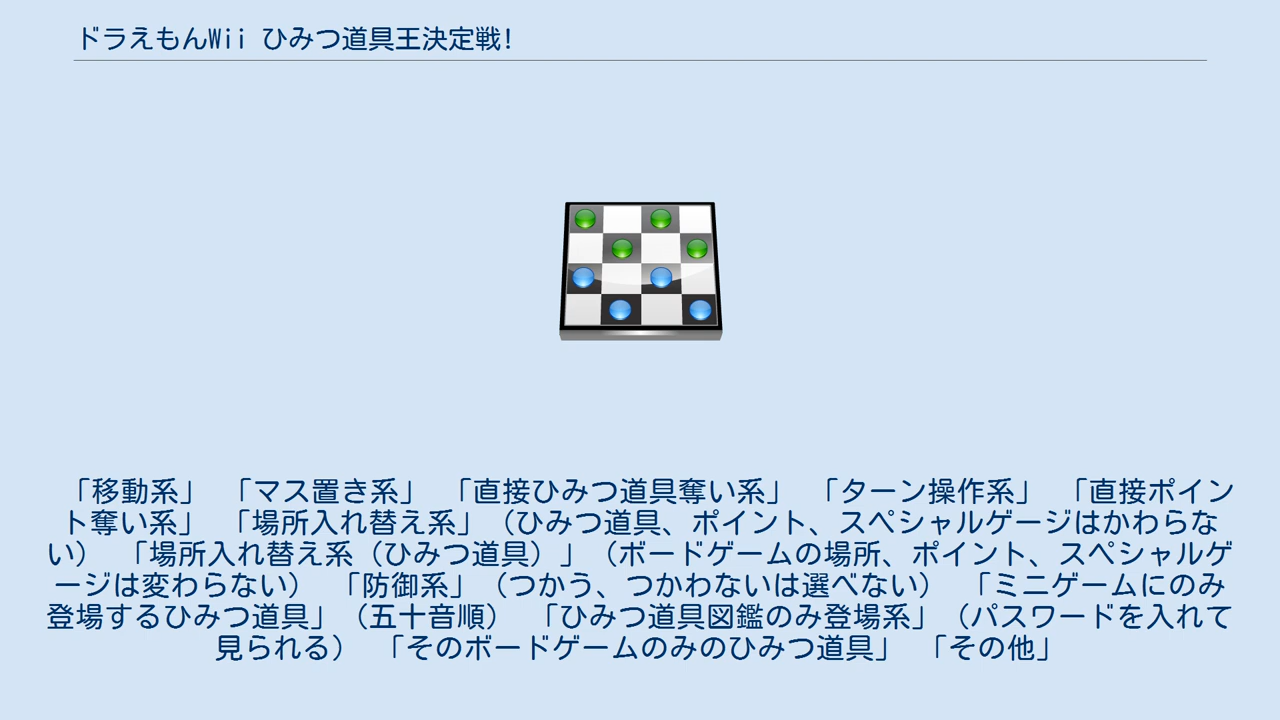 ドラえもんWii ひみつ道具王決定戦!
「移動系」 「マス置き系」 「直接ひみつ道具奪い系」 「ターン操作系」 「直接ポイン
ト奪い系」 「場所入れ替え系」（ひみつ道具、ポイント、スペシャルゲージはかわらな
い） 「場所入れ替え系（ひみつ道具）」（ボードゲームの場所、ポイント、スペシャルゲ
ージは変わらない） 「防御系」（つかう、つかわないは選べない） 「ミニゲームにのみ
登場するひみつ道具」（五十音順） 「ひみつ道具図鑑のみ登場系」（パスワードを入れて
見られる） 「そのボードゲームのみのひみつ道具」 「その他」